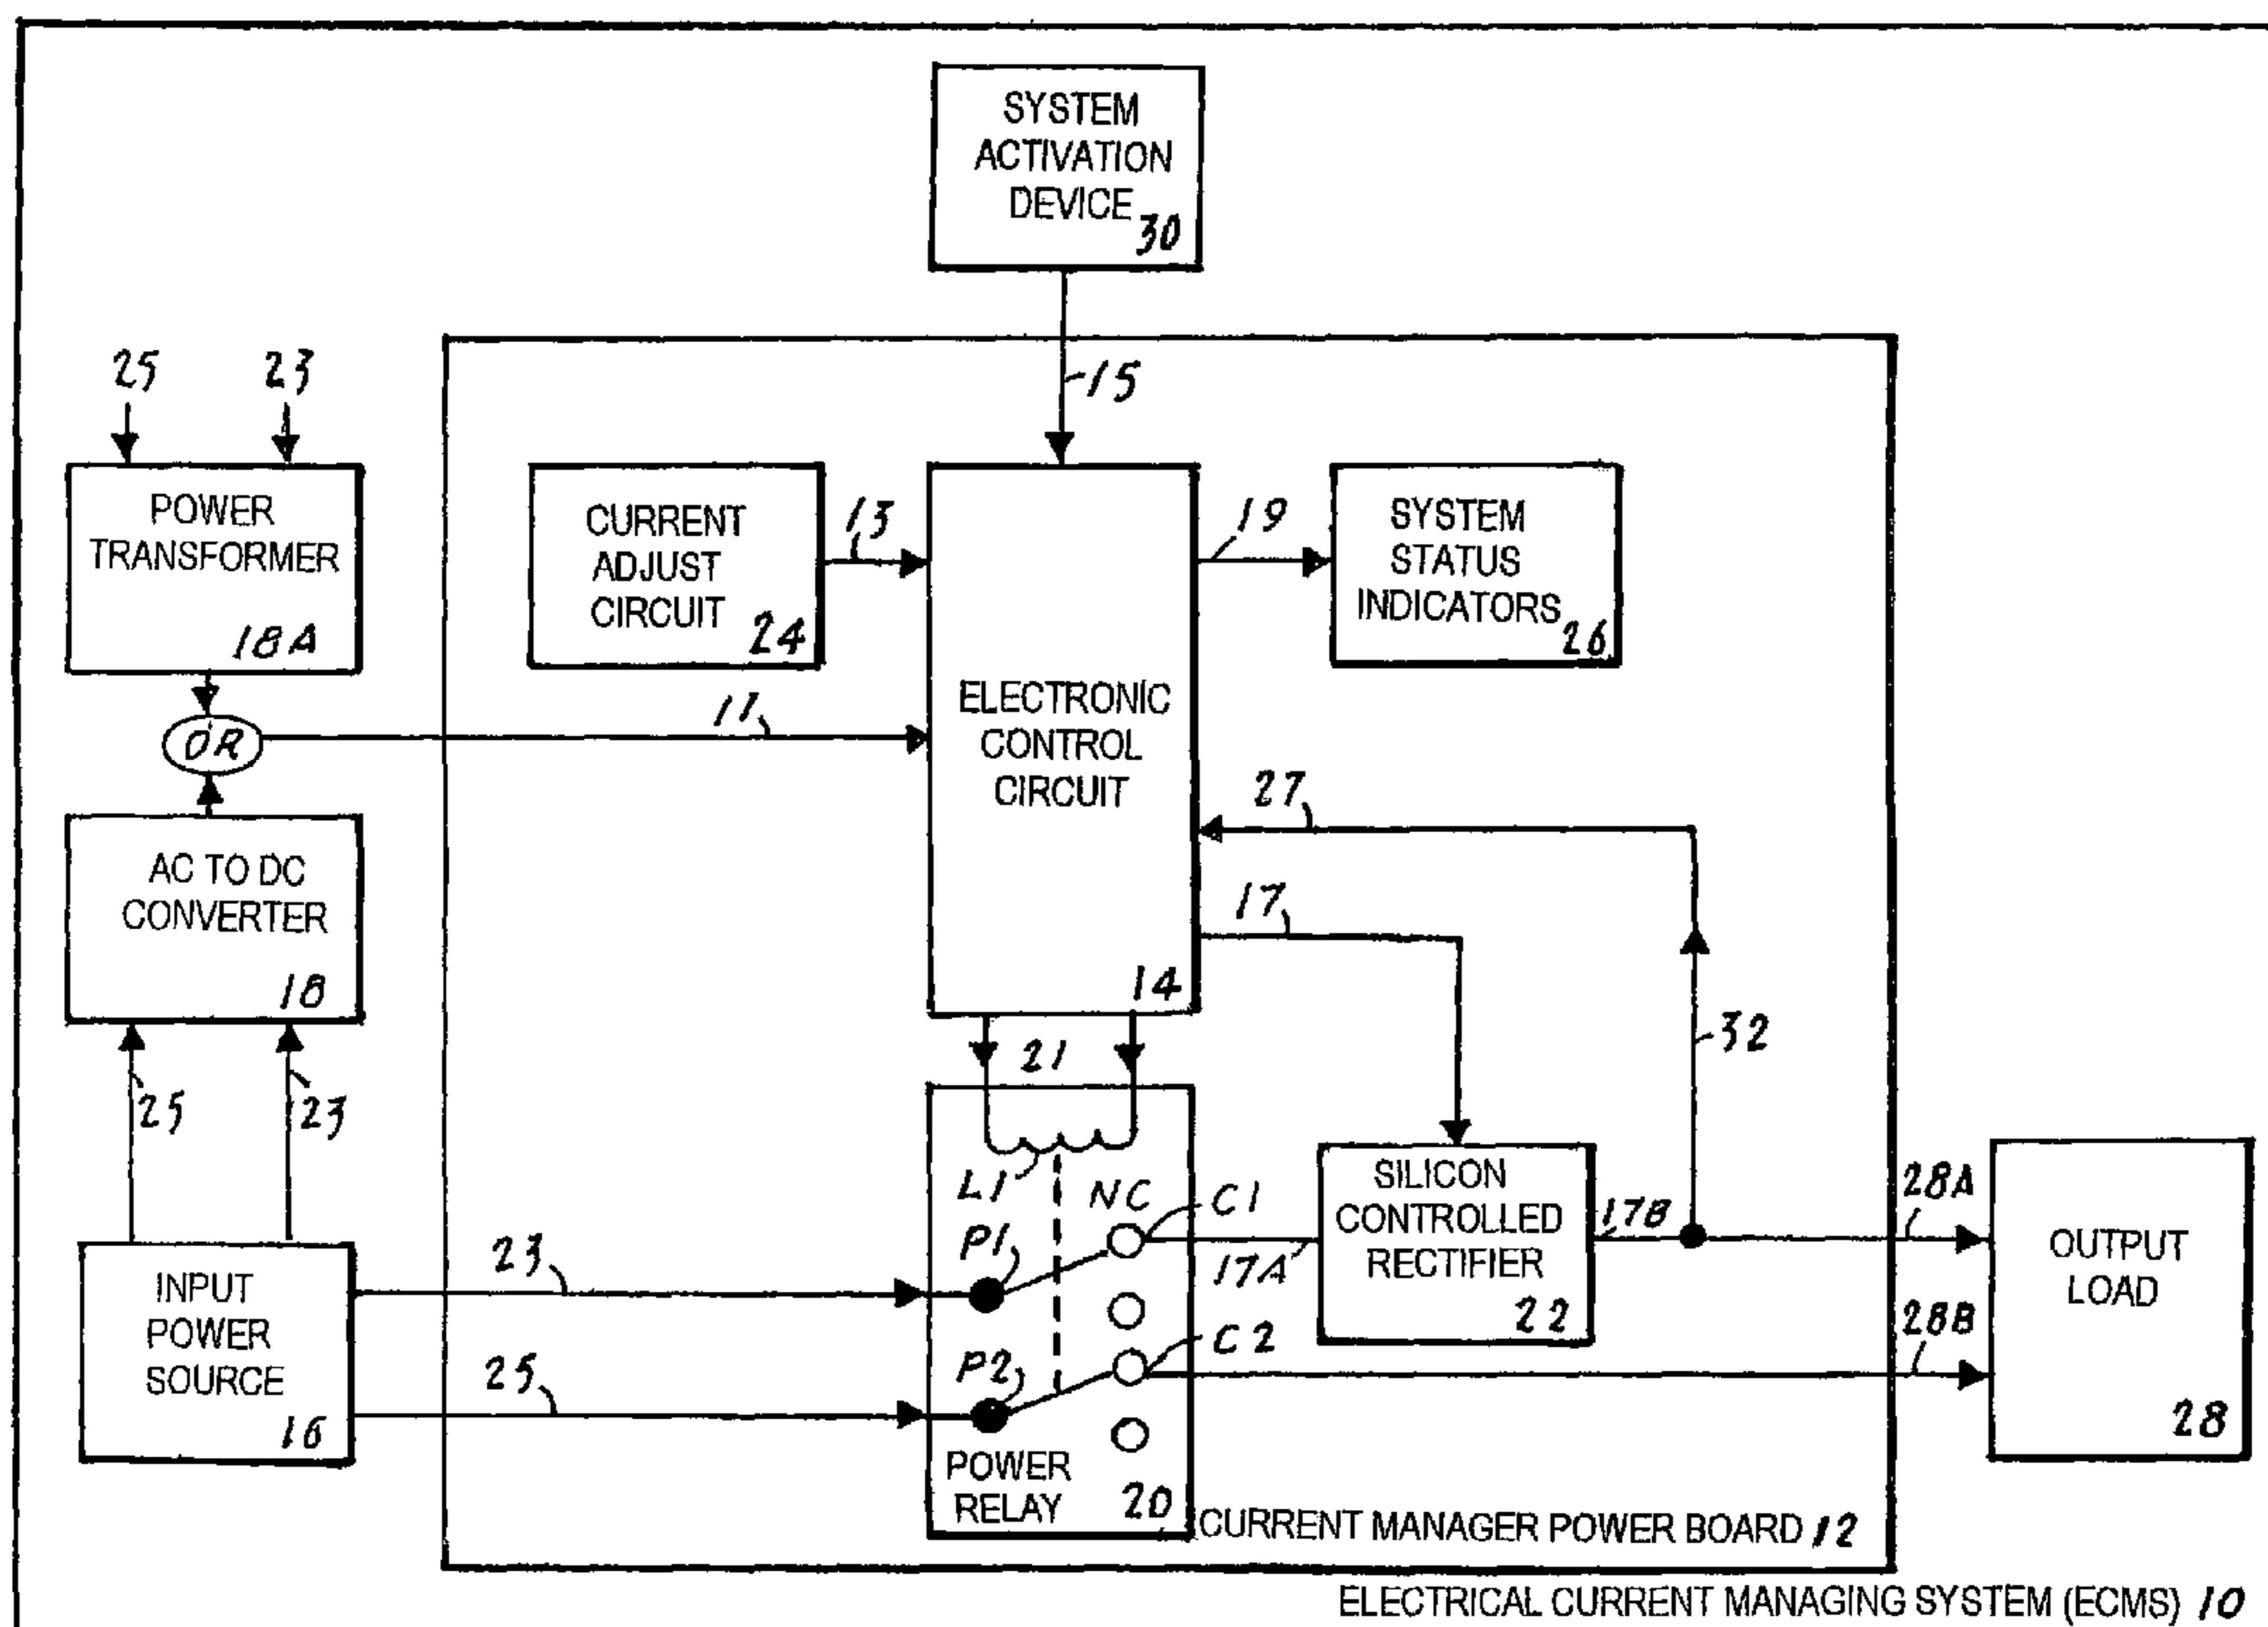 SYSTEM
ACTIVATION
DEVICE 30
15
25 23
POWER
TRANSFORMER
18A
OR
11
AC TO DC
CONVERTER
18
25 23
INPUT
POWER
SOURCE
16
CURRENT
ADJUST
CIRCUIT 24
13
ELECTRONIC
CONTROL
CIRCUIT
14
19
SYSTEM
STATUS
INDICATORS 26
27
17
32
21
L1 NC
P1 C1
P2 C2
23
25
POWER
RELAY 20
17A
SILICON
CONTROLLED
RECTIFIER
22
17B
28A
28B
OUTPUT
LOAD
28
CURRENT MANAGER POWER BOARD 12
ELECTRICAL CURRENT MANAGING SYSTEM (ECMS) 10